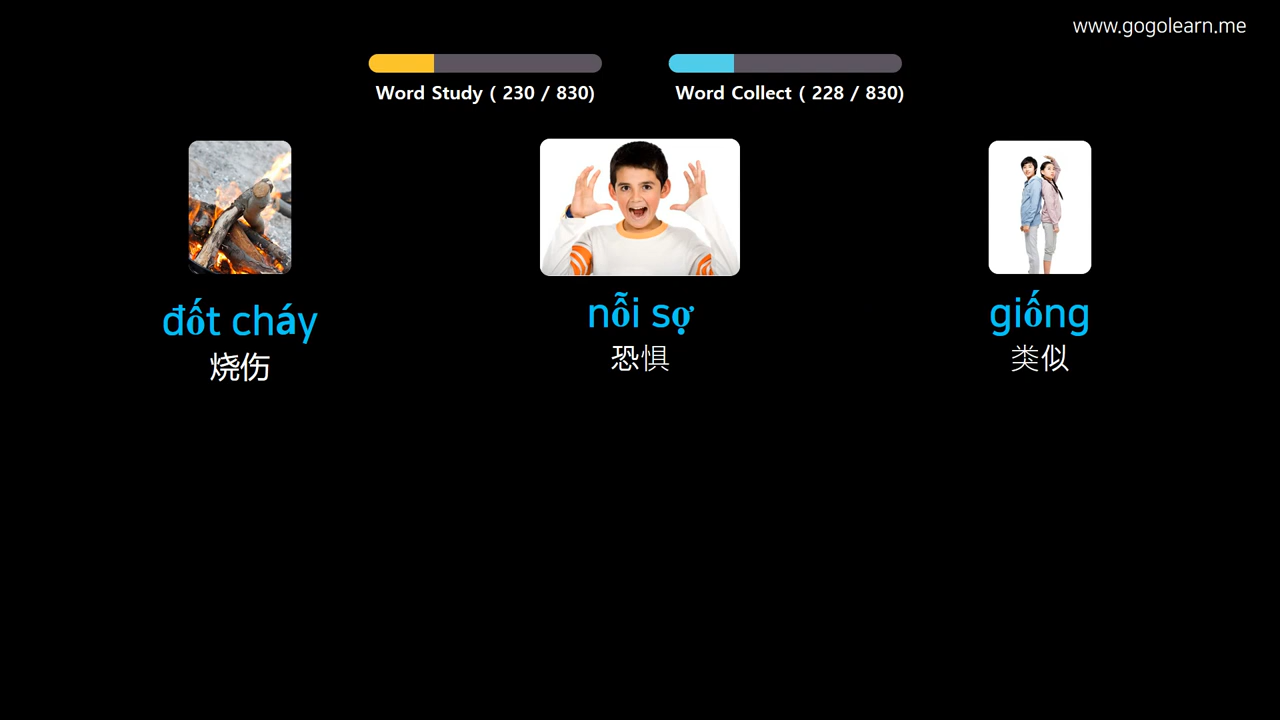 www.gogolearn.me
Word Study ( 230 / 830)
Word Collect ( 228 / 830)
đốt cháy
烧伤
nỗi sợ
恐惧
giống
类似